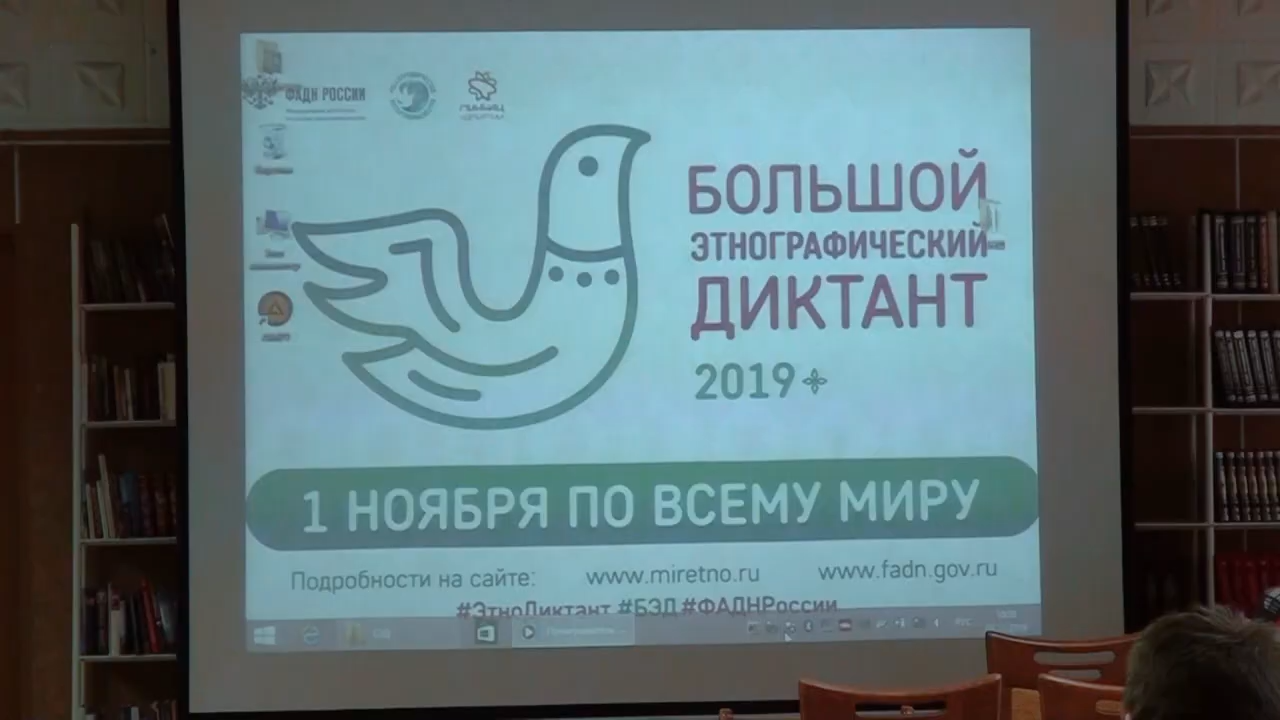 ФАДН РОССИИ
БОЛЬШОЙ
ЭТНОГРАФИЧЕСКИЙ
ДИКТАНТ
2019
1 НОЯБРЯ ПО ВСЕМУ МИРУ
Подробности на сайте: www.miretno.ru www.fadn.gov.ru
#ЭтноДиктант #БЭД #ФАДНРоссии